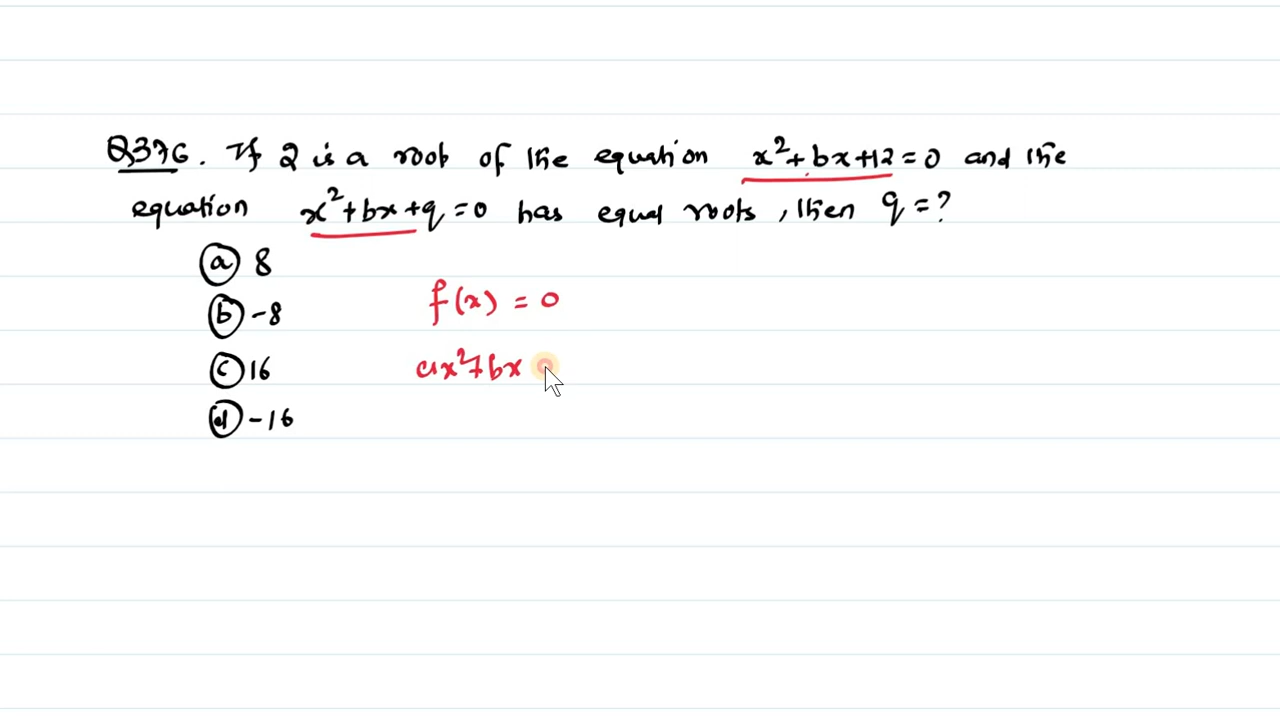 Q376. If 2 is a root of the equation x²+bx+12=0 and the
equation x²+bx+q=0 has equal roots, then q=?
(a) 8
(b) -8
(c) 16
(d) -16
f(x) = 0
ax²+bx